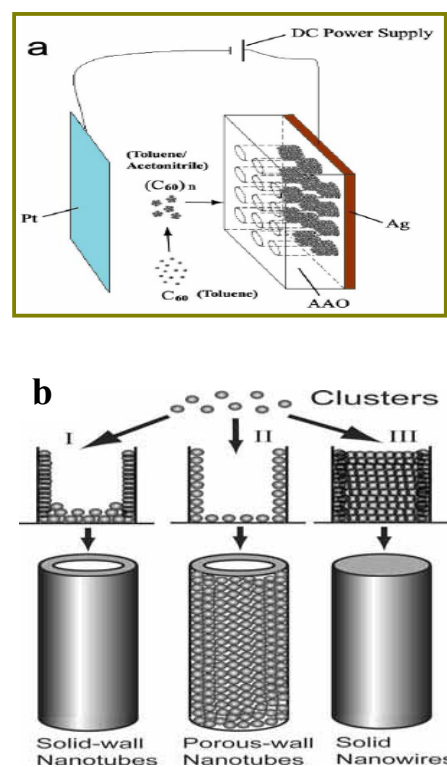 a
DC Power Supply
(Toluene/
Acetonitrile)
(C60) n
Pt
Ag
C60 (Toluene)
AAO
b
Clusters
I
II
III
Solid-wall
Nanotubes
Porous-wall
Nanotubes
Solid
Nanowires